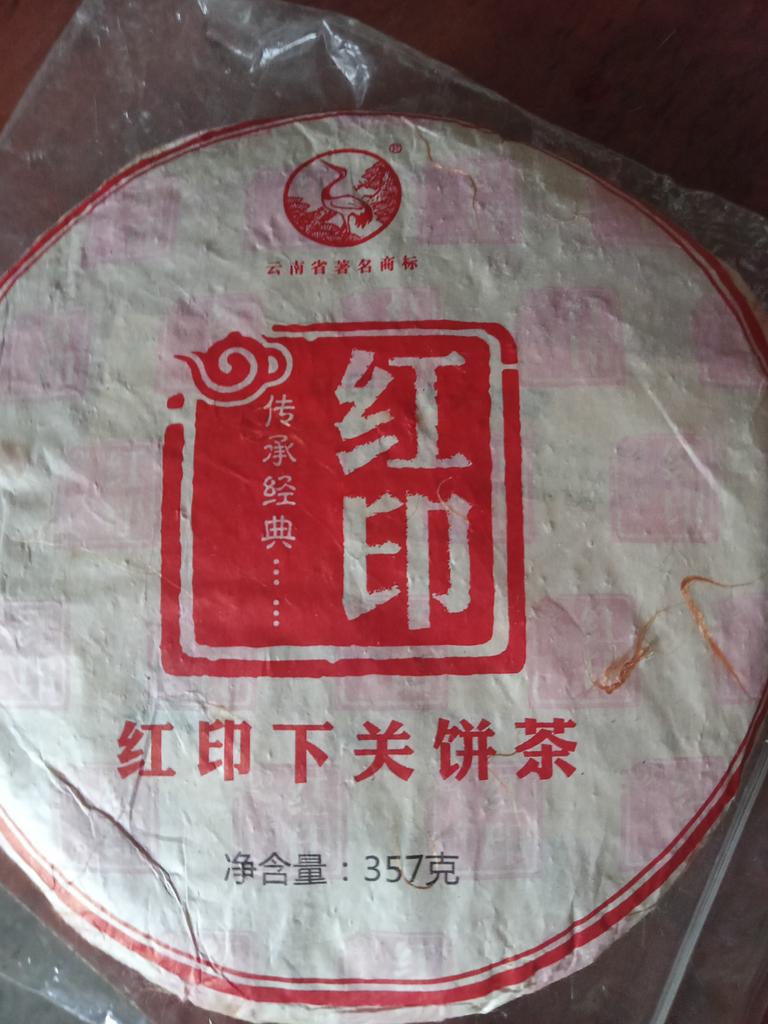 ®
云南省著名商标
红印
传承经典……
红印下关饼茶
净含量：357克